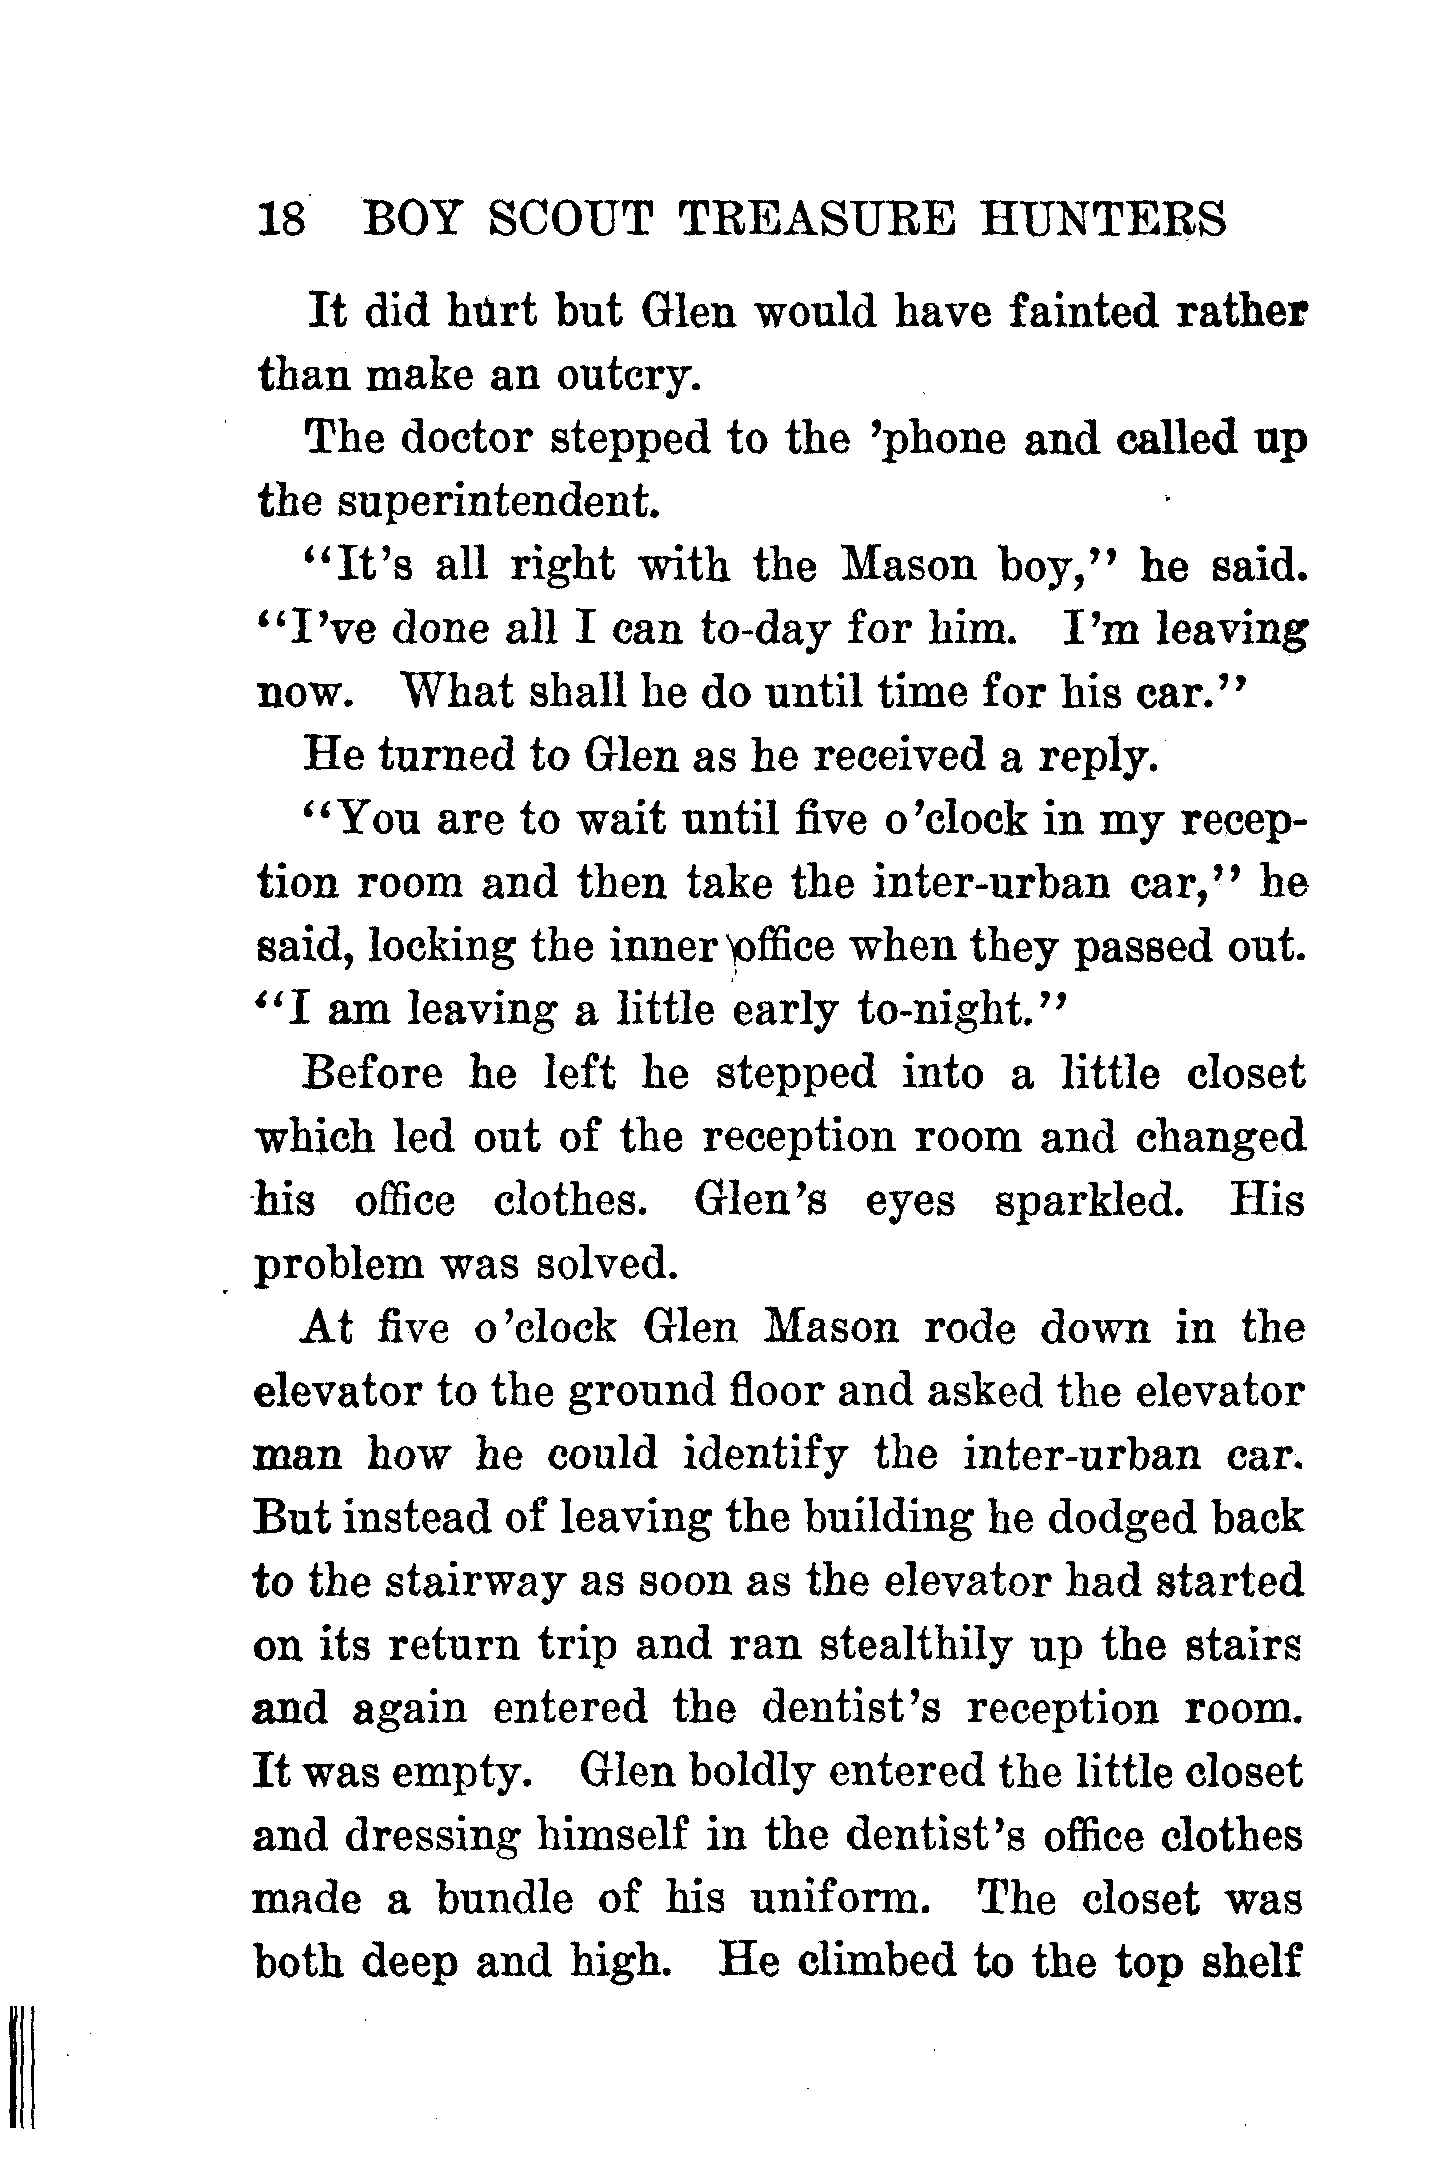 18 BOY SCOUT TREASURE HUNTERS
It did hurt but Glen would have fainted rather
than make an outcry.
The doctor stepped to the ’phone and called up
the superintendent.
“It’s all right with the Mason boy,” he said.
“I’ve done all I can to-day for him. I’m leaving
now. What shall he do until time for his car.”
He turned to Glen as he received a reply.
“You are to wait until five o’clock in my recep-
tion room and then take the inter-urban car,” he
said, locking the inner office when they passed out.
“I am leaving a little early to-night.”
Before he left he stepped into a little closet
which led out of the reception room and changed
his office clothes. Glen’s eyes sparkled. His
problem was solved.
At five o’clock Glen Mason rode down in the
elevator to the ground floor and asked the elevator
man how he could identify the inter-urban car.
But instead of leaving the building he dodged back
to the stairway as soon as the elevator had started
on its return trip and ran stealthily up the stairs
and again entered the dentist’s reception room.
It was empty. Glen boldly entered the little closet
and dressing himself in the dentist’s office clothes
made a bundle of his uniform. The closet was
both deep and high. He climbed to the top shelf